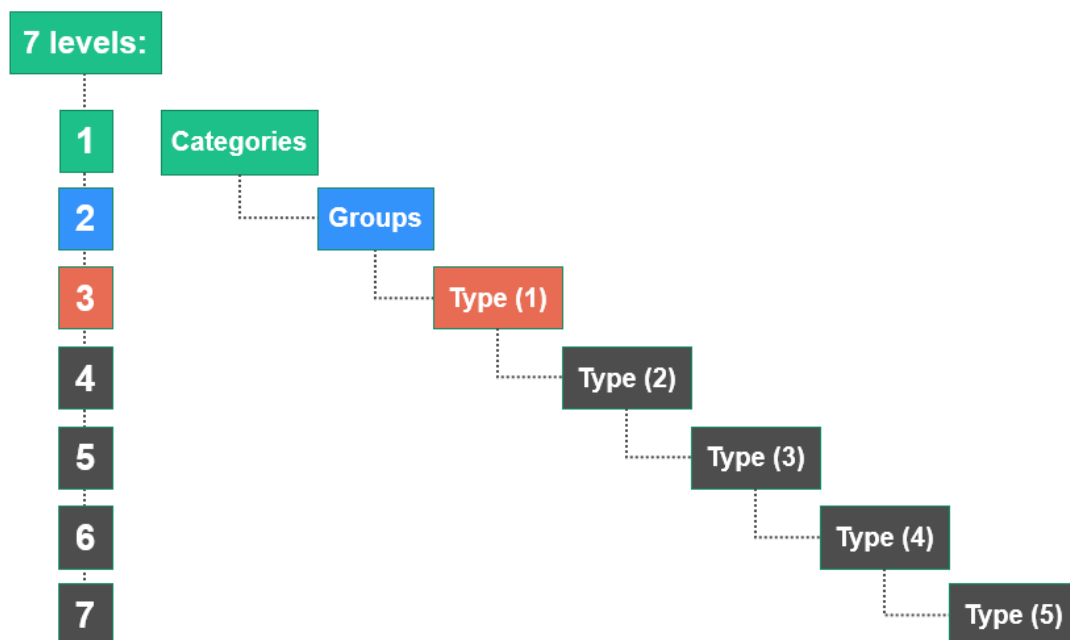 7 levels:
1
Categories
2
Groups
3
Type (1)
4
Type (2)
5
Type (3)
6
Type (4)
7
Type (5)